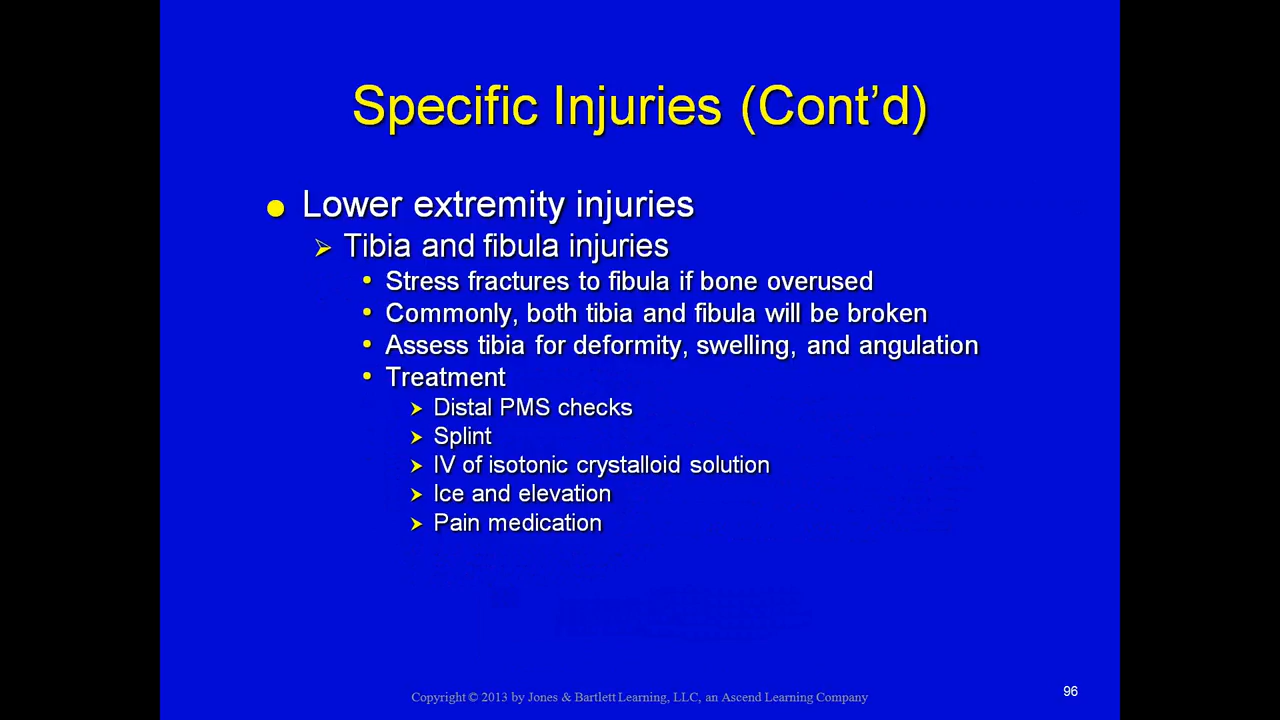 Specific Injuries (Cont’d)
Lower extremity injuries
Tibia and fibula injuries
Stress fractures to fibula if bone overused
Commonly, both tibia and fibula will be broken
Assess tibia for deformity, swelling, and angulation
Treatment
Distal PMS checks
Splint
IV of isotonic crystalloid solution
Ice and elevation
Pain medication
Copyright © 2013 by Jones & Bartlett Learning, LLC, an Ascend Learning Company
96